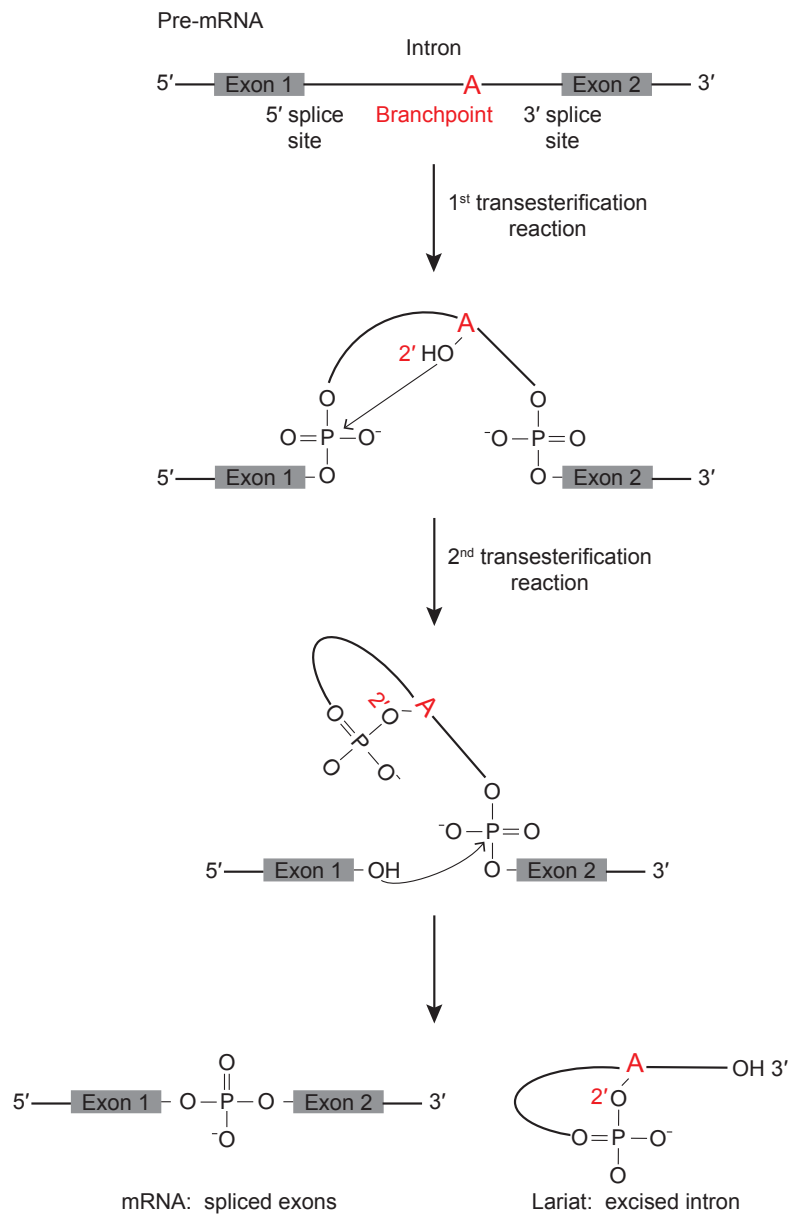 Pre-mRNA
Intron
5′ Exon 1 A Exon 2 3′
5′ splice site
Branchpoint
3′ splice site
1st transesterification
reaction
A
2′ HO
O O
O=P–O- -O–P=O
5′ Exon 1 –O O– Exon 2 3′
2nd transesterification
reaction
A
2′
O O
P
O O-
O
-O–P=O
5′ Exon 1 –OH O– Exon 2 3′
O
5′ Exon 1 –O–P–O– Exon 2 3′
-O
A OH 3′
2′ O
O=P–O-
O
mRNA: spliced exons
Lariat: excised intron